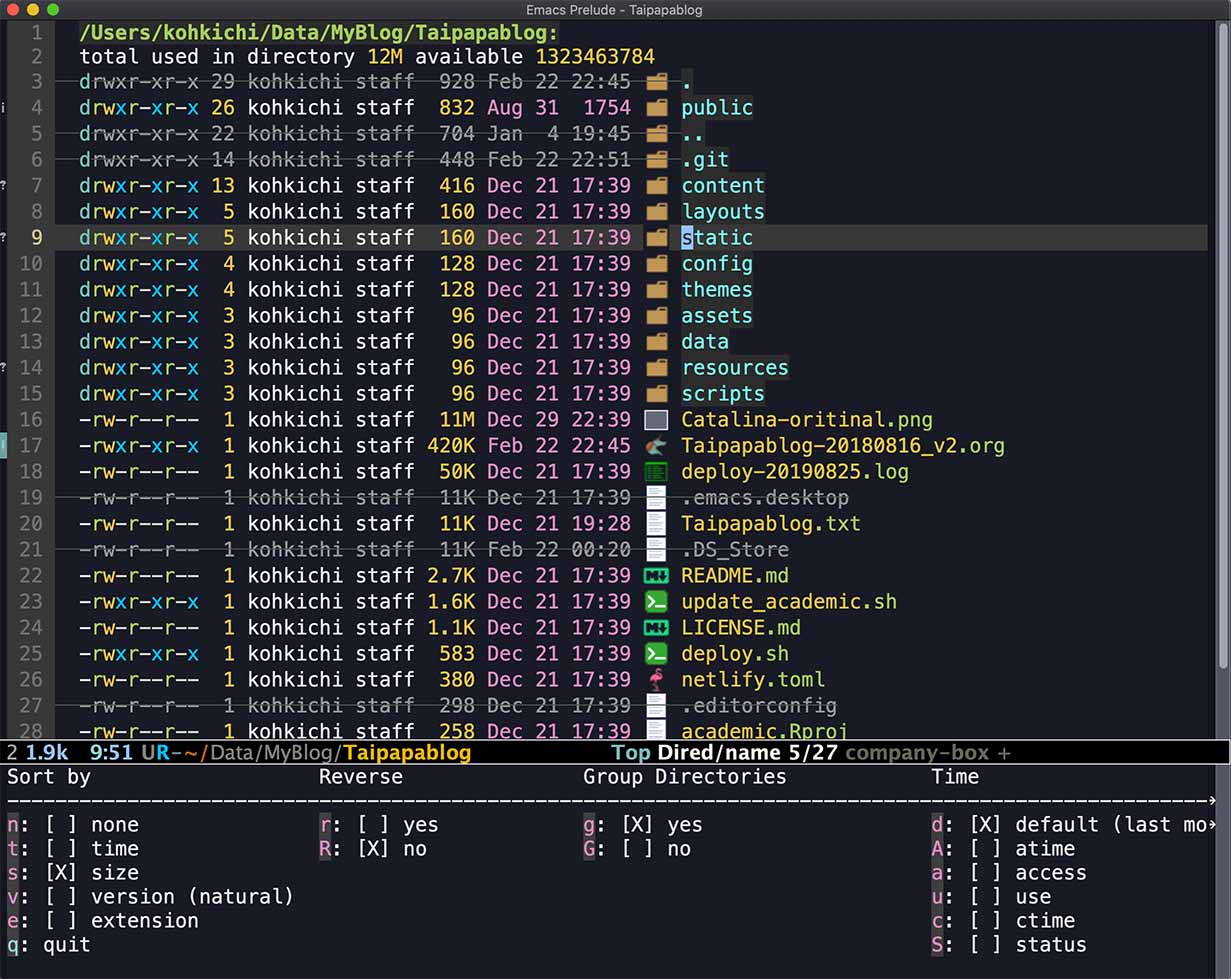 Emacs Prelude - Taipapablog
1 /Users/kohkichi/Data/MyBlog/Taipapablog:
2 total used in directory 12M available 1323463784
3 drwxr-xr-x 29 kohkichi staff 928 Feb 22 22:45 .
i 4 drwxr-xr-x 26 kohkichi staff 832 Aug 31 1754 public
5 drwxr-xr-x 22 kohkichi staff 704 Jan 4 19:45 ..
6 drwxr-xr-x 14 kohkichi staff 448 Feb 22 22:51 .git
? 7 drwxr-xr-x 13 kohkichi staff 416 Dec 21 17:39 content
8 drwxr-xr-x 5 kohkichi staff 160 Dec 21 17:39 layouts
? 9 drwxr-xr-x 5 kohkichi staff 160 Dec 21 17:39 static
10 drwxr-xr-x 4 kohkichi staff 128 Dec 21 17:39 config
11 drwxr-xr-x 4 kohkichi staff 128 Dec 21 17:39 themes
12 drwxr-xr-x 3 kohkichi staff 96 Dec 21 17:39 assets
13 drwxr-xr-x 3 kohkichi staff 96 Dec 21 17:39 data
? 14 drwxr-xr-x 3 kohkichi staff 96 Dec 21 17:39 resources
15 drwxr-xr-x 3 kohkichi staff 96 Dec 21 17:39 scripts
16 -rw-r--r-- 1 kohkichi staff 11M Dec 29 22:39 Catalina-oritinal.png
17 -rwxr-xr-x 1 kohkichi staff 420K Feb 22 22:45 Taipapablog-20180816_v2.org
18 -rw-r--r-- 1 kohkichi staff 50K Dec 21 17:39 deploy-20190825.log
19 -rw-r--r-- 1 kohkichi staff 11K Dec 21 17:39 .emacs.desktop
20 -rw-r--r-- 1 kohkichi staff 11K Dec 21 19:28 Taipapablog.txt
21 -rw-r--r-- 1 kohkichi staff 11K Feb 22 00:20 .DS_Store
22 -rw-r--r-- 1 kohkichi staff 2.7K Dec 21 17:39 README.md
23 -rwxr-xr-x 1 kohkichi staff 1.6K Dec 21 17:39 update_academic.sh
24 -rw-r--r-- 1 kohkichi staff 1.1K Dec 21 17:39 LICENSE.md
25 -rwxr-xr-x 1 kohkichi staff 583 Dec 21 17:39 deploy.sh
26 -rw-r--r-- 1 kohkichi staff 380 Dec 21 17:39 netlify.toml
27 -rw-r--r-- 1 kohkichi staff 298 Dec 21 17:39 .editorconfig
28 -rw-r--r-- 1 kohkichi staff 258 Dec 21 17:39 academic.Rproj
2 1.9k 9:51 UR-~/Data/MyBlog/Taipapablog Top Dired/name 5/27 company-box +
Sort by Reverse Group Directories Time
n: [ ] none r: [ ] yes g: [X] yes d: [X] default (last mo
t: [ ] time R: [X] no G: [ ] no A: [ ] atime
s: [X] size a: [ ] access
v: [ ] version (natural) u: [ ] use
e: [ ] extension c: [ ] ctime
q: quit S: [ ] status